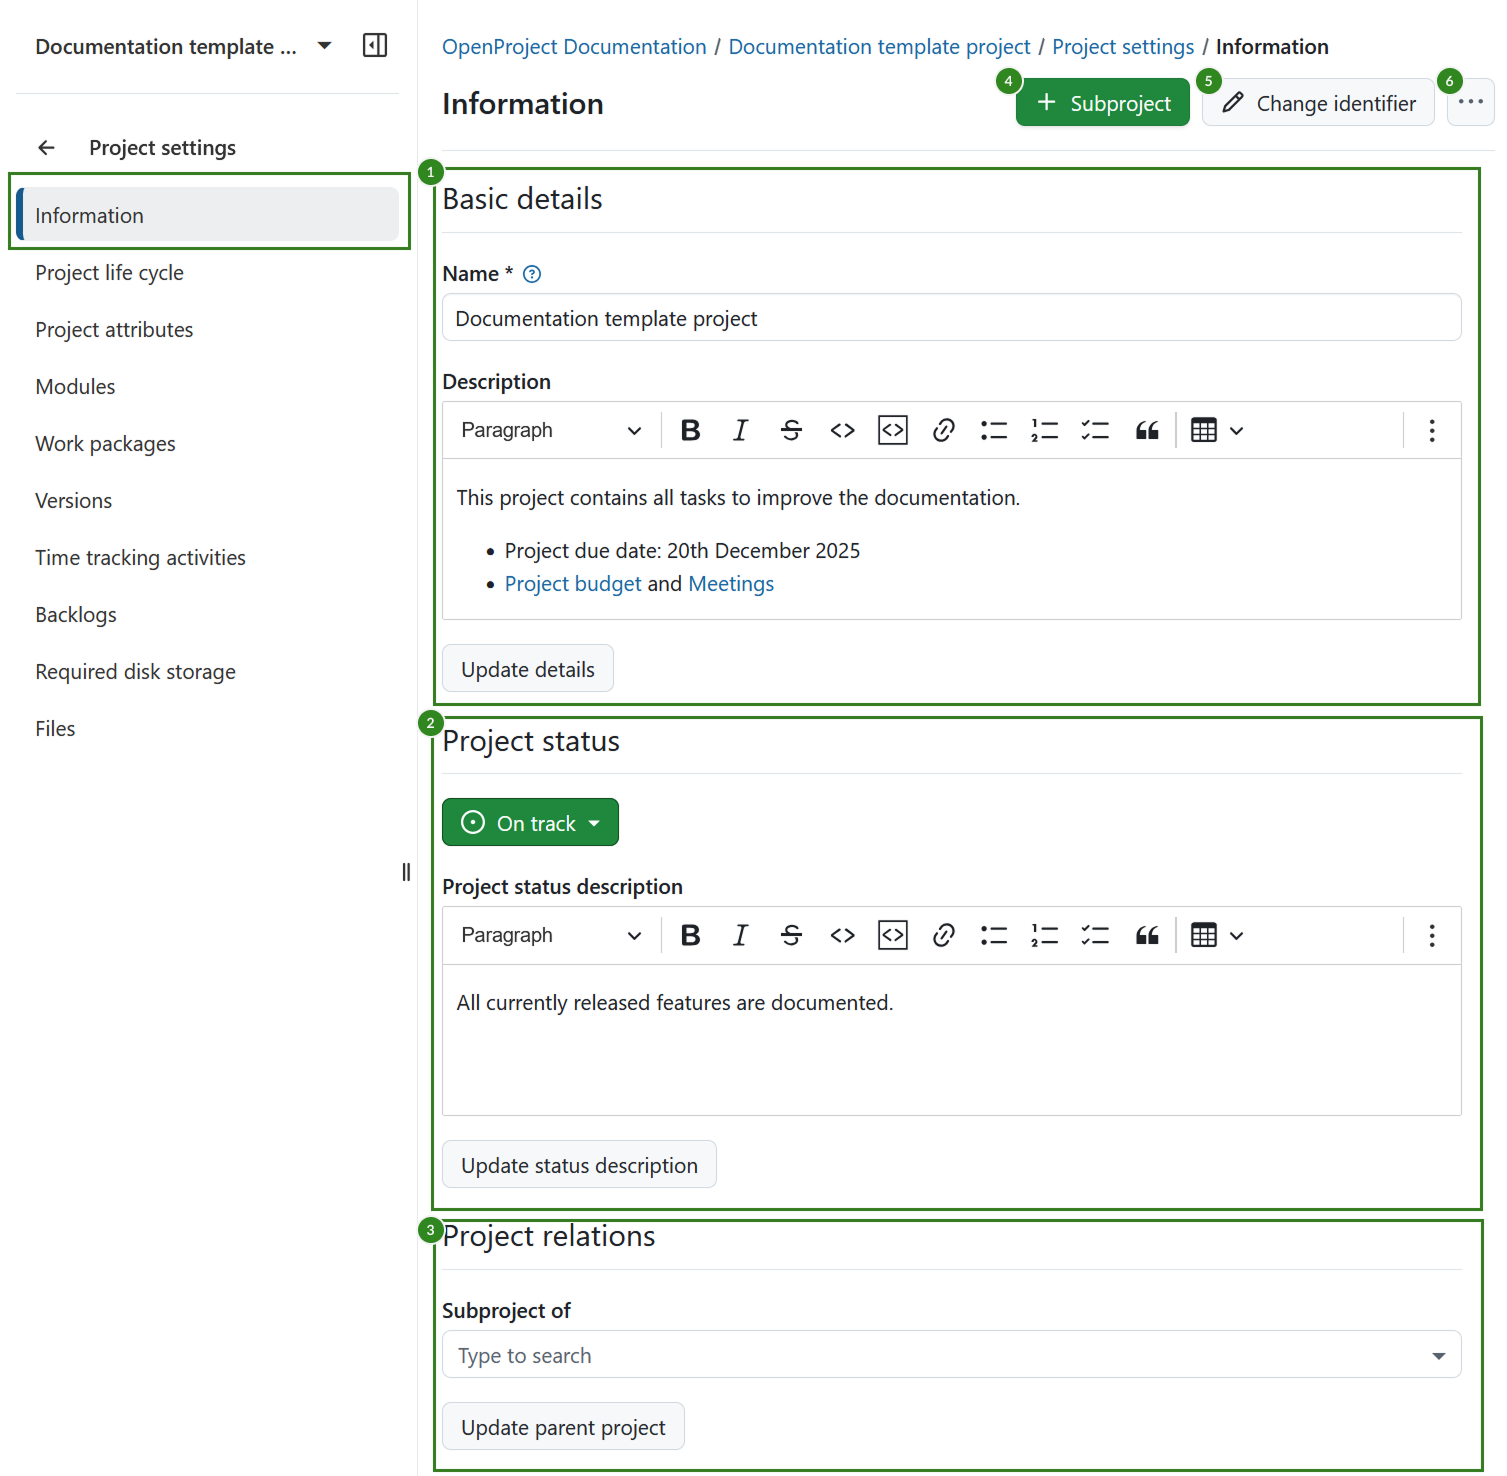 Documentation template ...
Project settings
Information
Project life cycle
Project attributes
Modules
Work packages
Versions
Time tracking activities
Backlogs
Required disk storage
Files
OpenProject Documentation / Documentation template project / Project settings / Information
Information
4
+ Subproject
5
Change identifier
6
...
1
Basic details
Name * ?
Documentation template project
Description
Paragraph
This project contains all tasks to improve the documentation.
• Project due date: 20th December 2025
• Project budget and Meetings
Update details
2
Project status
On track
Project status description
Paragraph
All currently released features are documented.
Update status description
3
Project relations
Subproject of
Type to search
Update parent project